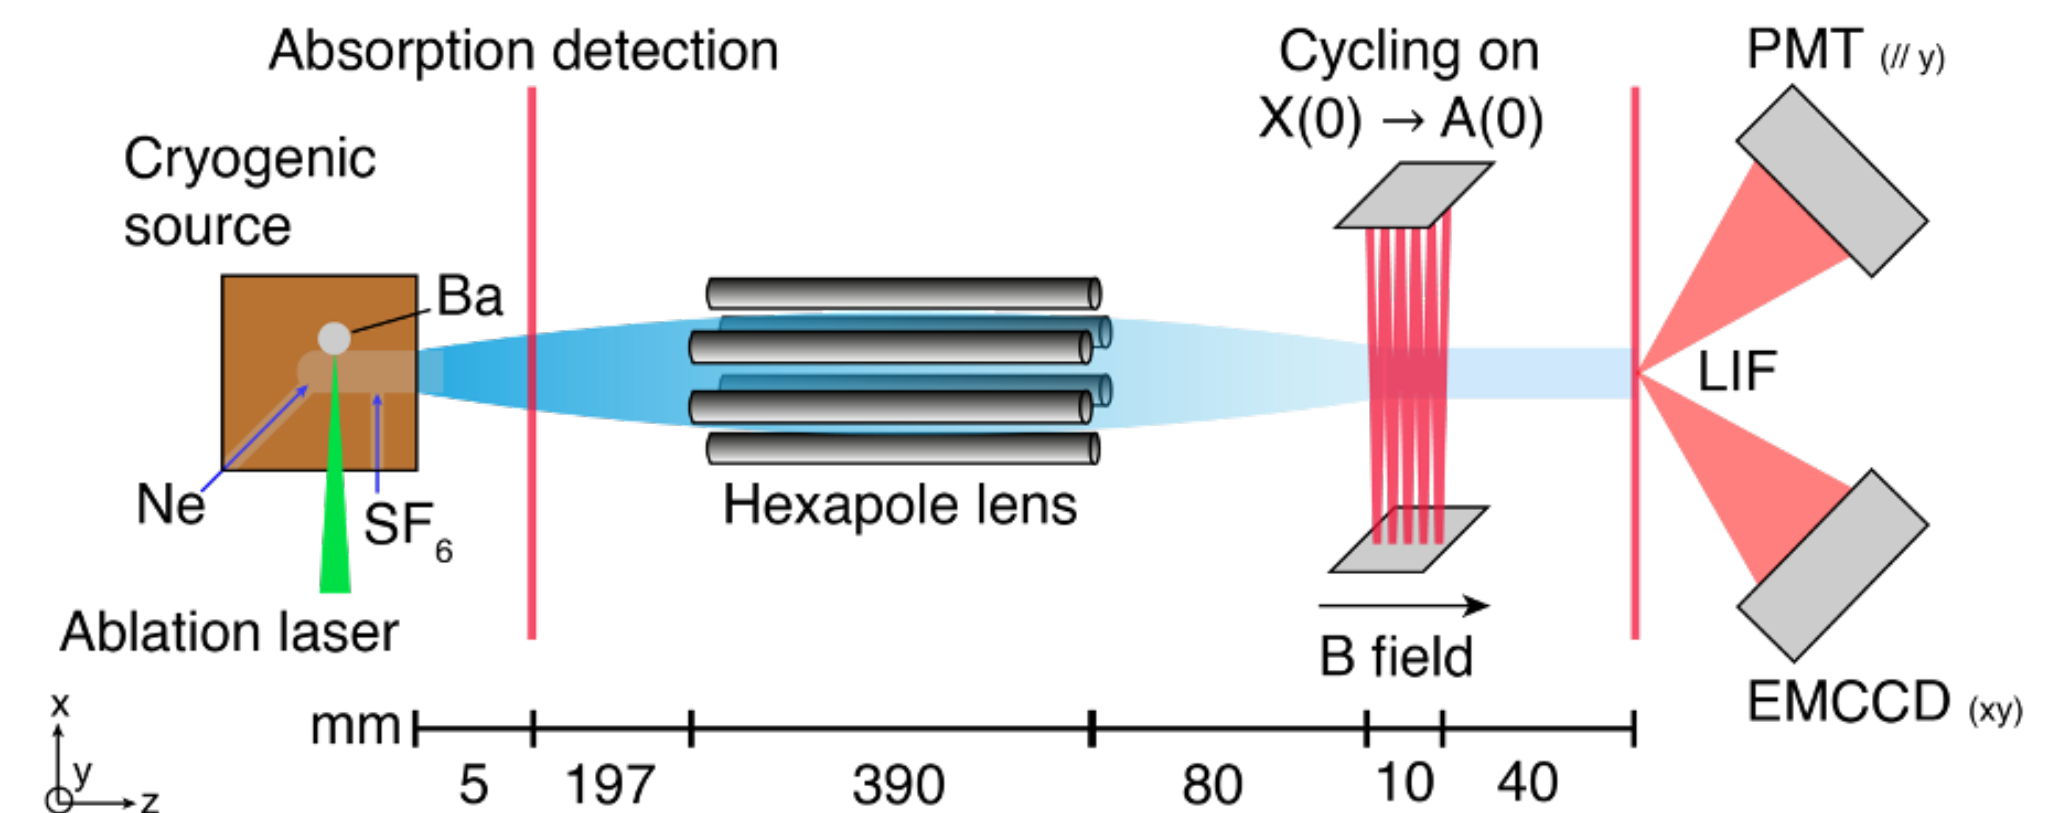 Absorption detection
Cycling on
X(0) → A(0)
PMT (// y)
Cryogenic
source
Ba
Ne
SF6
Ablation laser
Hexapole lens
B field
LIF
EMCCD (xy)
x
y
z
mm
5
197
390
80
10
40